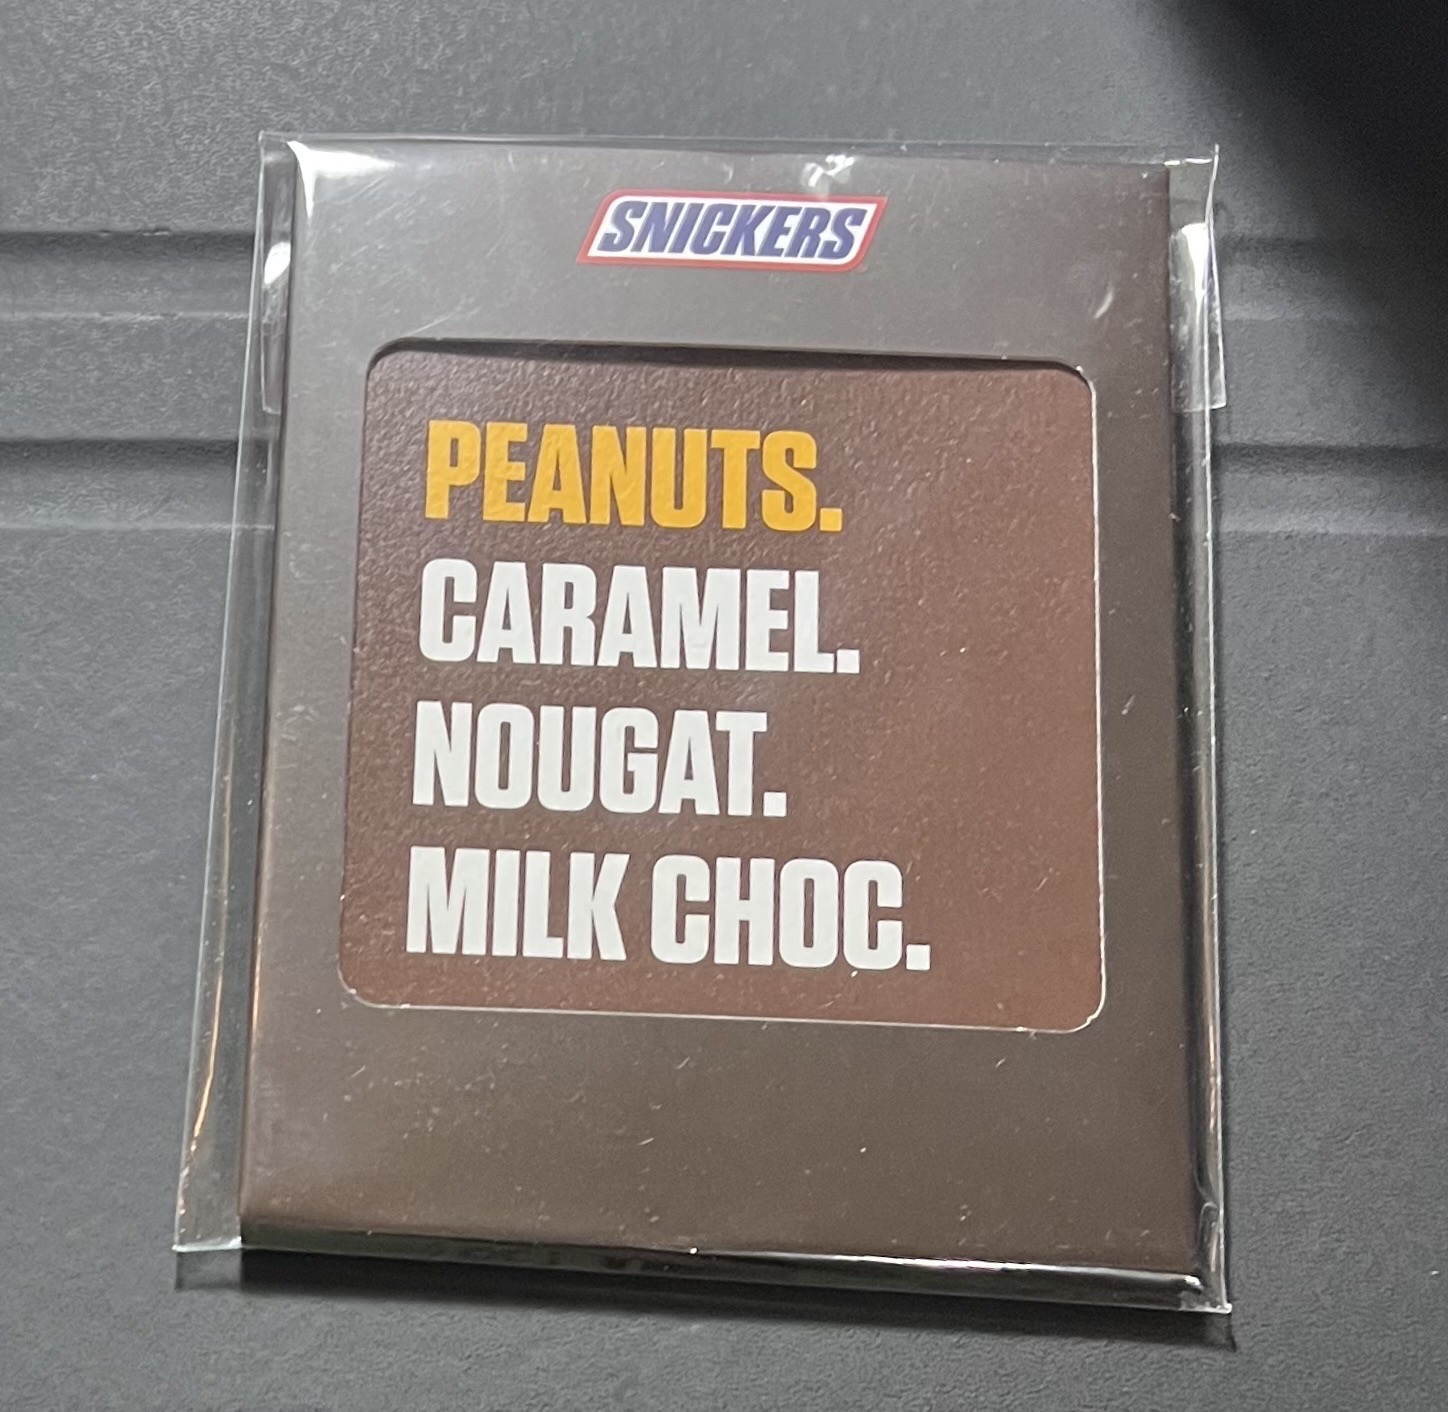 SNICKERS
PEANUTS.
CARAMEL.
NOUGAT.
MILK CHOC.